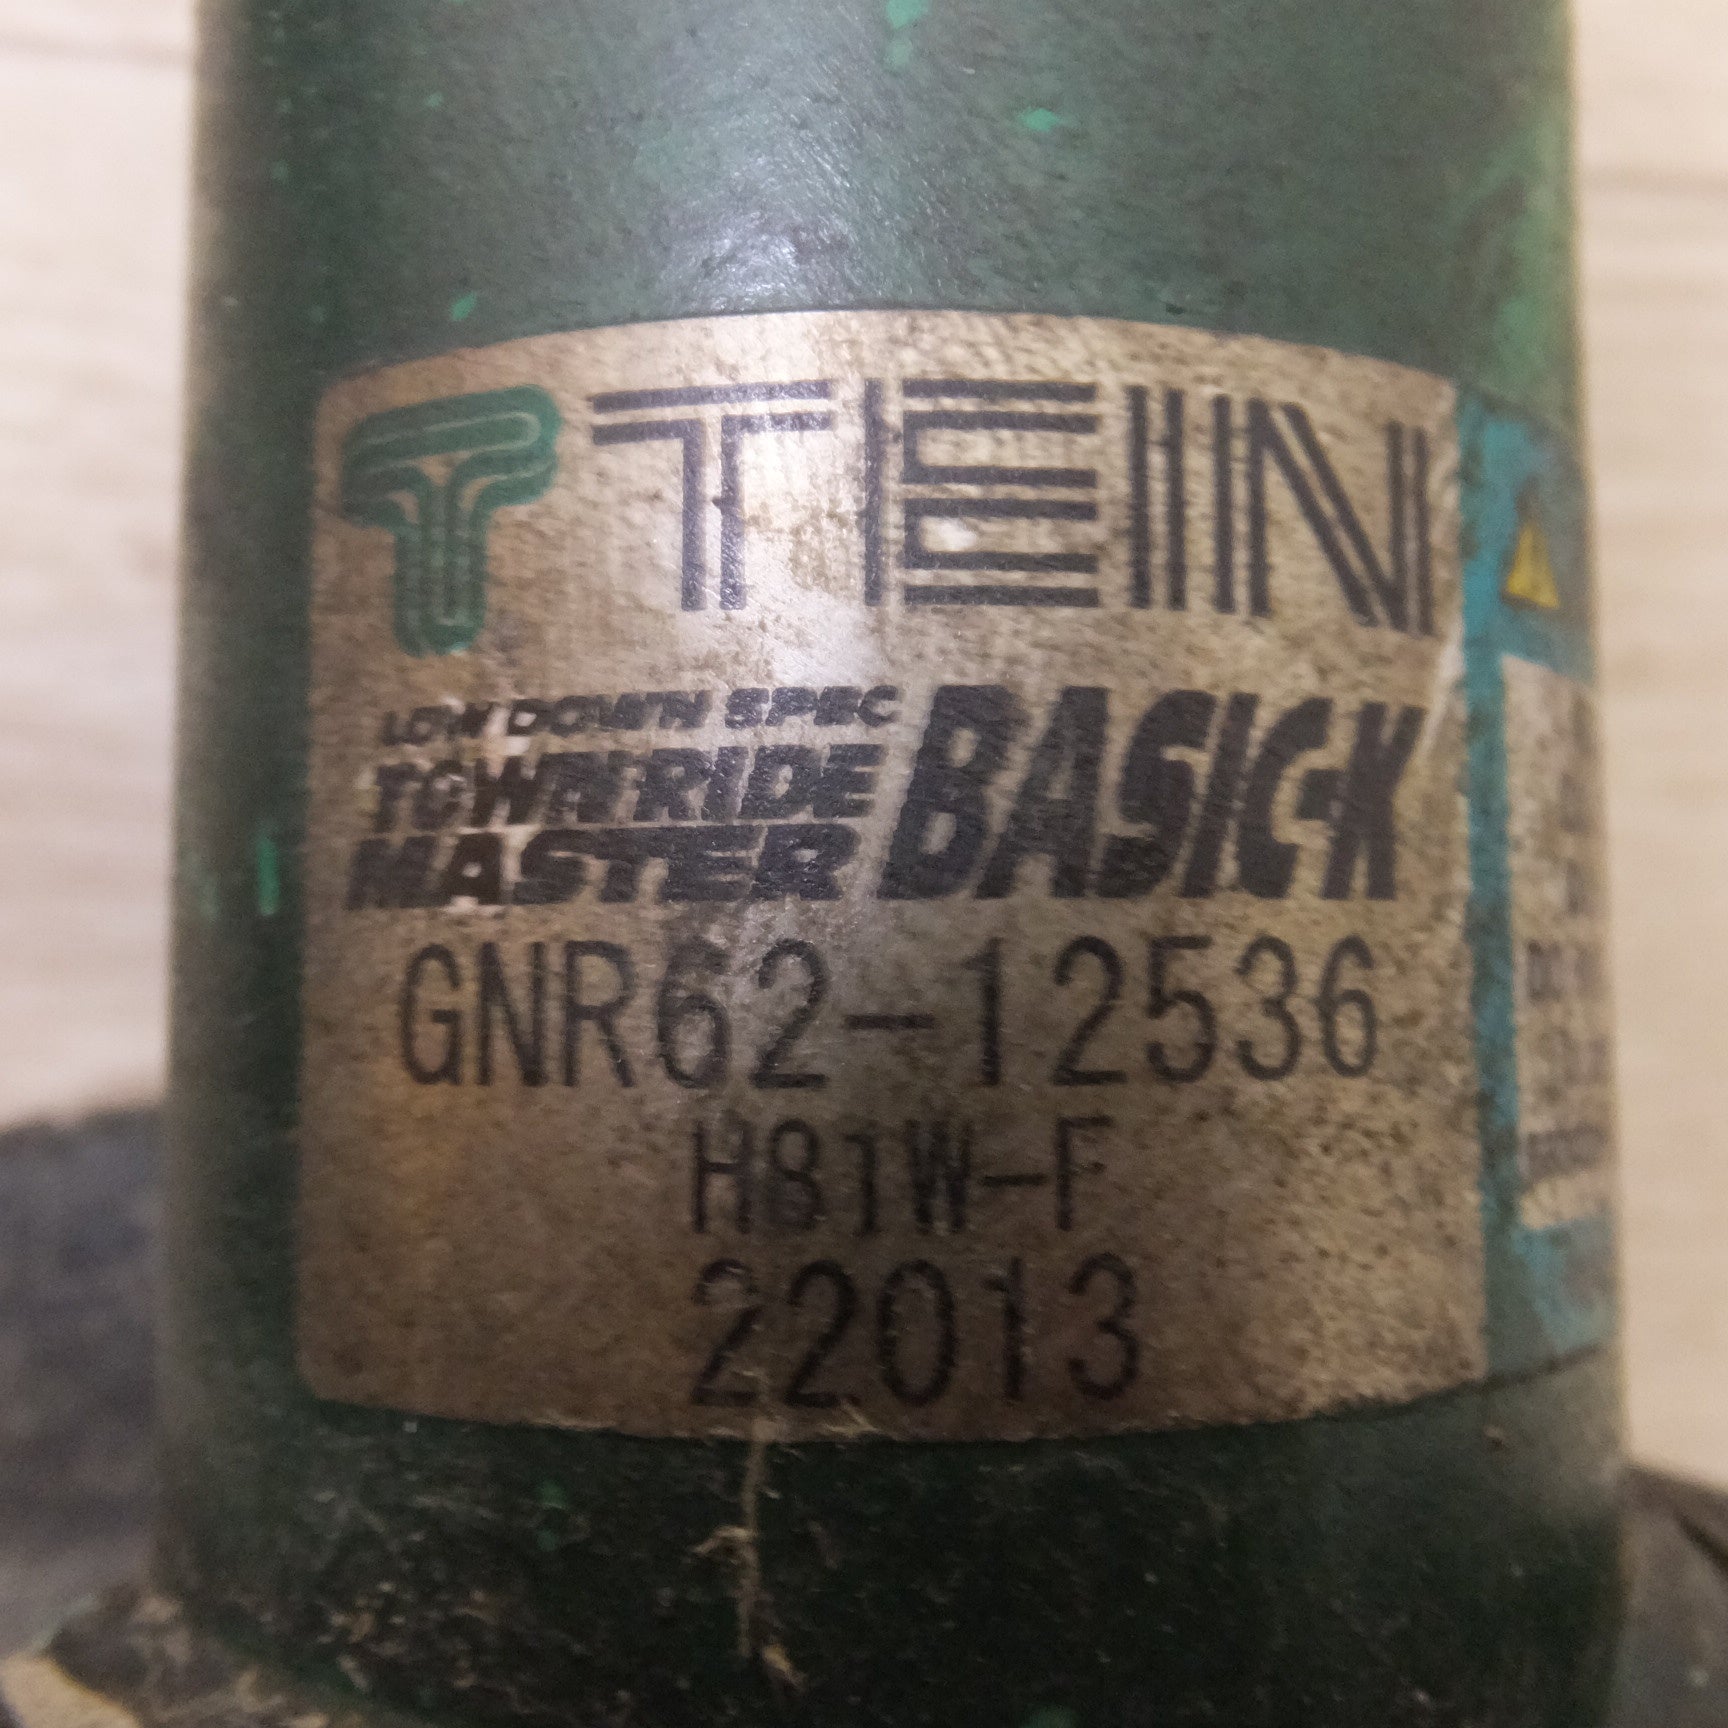 TEIN
LOW DOWN SPEC
TOWN RIDE
MASTER
BASIC-K
GNR62-12536
H81W-F
22013